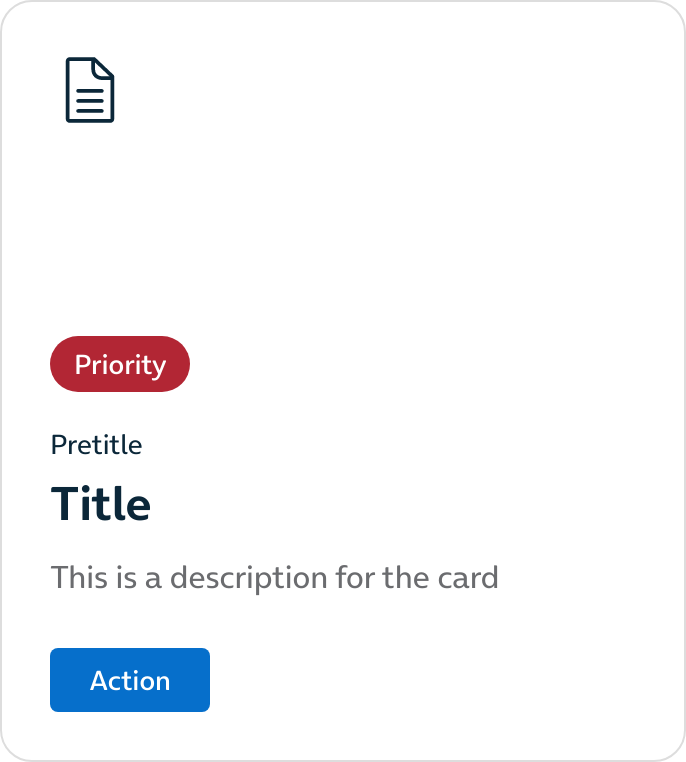 Priority
Pretitle
Title
This is a description for the card
Action